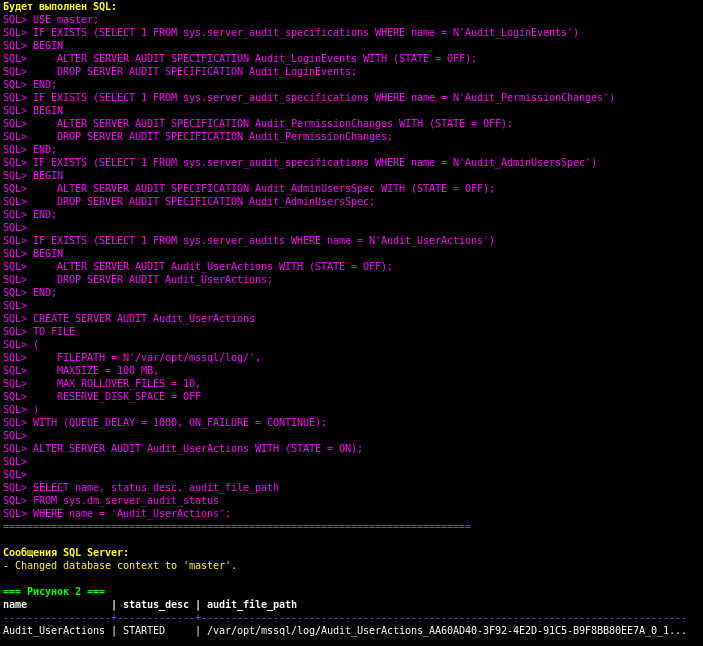 Будет выполнен SQL:
SQL> USE master;
SQL> IF EXISTS (SELECT 1 FROM sys.server_audit_specifications WHERE name = N'Audit_LoginEvents')
SQL> BEGIN
SQL>     ALTER SERVER AUDIT SPECIFICATION Audit_LoginEvents WITH (STATE = OFF);
SQL>     DROP SERVER AUDIT SPECIFICATION Audit_LoginEvents;
SQL> END;
SQL> IF EXISTS (SELECT 1 FROM sys.server_audit_specifications WHERE name = N'Audit_PermissionChanges')
SQL> BEGIN
SQL>     ALTER SERVER AUDIT SPECIFICATION Audit_PermissionChanges WITH (STATE = OFF);
SQL>     DROP SERVER AUDIT SPECIFICATION Audit_PermissionChanges;
SQL> END;
SQL> IF EXISTS (SELECT 1 FROM sys.server_audit_specifications WHERE name = N'Audit_AdminUsersSpec')
SQL> BEGIN
SQL>     ALTER SERVER AUDIT SPECIFICATION Audit_AdminUsersSpec WITH (STATE = OFF);
SQL>     DROP SERVER AUDIT SPECIFICATION Audit_AdminUsersSpec;
SQL> END;
SQL>
SQL> IF EXISTS (SELECT 1 FROM sys.server_audits WHERE name = N'Audit_UserActions')
SQL> BEGIN
SQL>     ALTER SERVER AUDIT Audit_UserActions WITH (STATE = OFF);
SQL>     DROP SERVER AUDIT Audit_UserActions;
SQL> END;
SQL>
SQL> CREATE SERVER AUDIT Audit_UserActions
SQL> TO FILE
SQL> (
SQL>     FILEPATH = N'/var/opt/mssql/log/',
SQL>     MAXSIZE = 100 MB,
SQL>     MAX_ROLLOVER_FILES = 10,
SQL>     RESERVE_DISK_SPACE = OFF
SQL> )
SQL> WITH (QUEUE_DELAY = 1000, ON_FAILURE = CONTINUE);
SQL>
SQL> ALTER SERVER AUDIT Audit_UserActions WITH (STATE = ON);
SQL>
SQL>
SQL> SELECT name, status_desc, audit_file_path
SQL> FROM sys.dm_server_audit_status
SQL> WHERE name = 'Audit_UserActions';
==============================================================================
Сообщения SQL Server:
- Changed database context to 'master'.
=== Рисунок 2 ===
name              | status_desc | audit_file_path
------------------+-------------+---------------------------------------------------------------------------------
Audit_UserActions | STARTED     | /var/opt/mssql/log/Audit_UserActions_AA60AD40-3F92-4E2D-91C5-B9F8BB80EE7A_0_1...